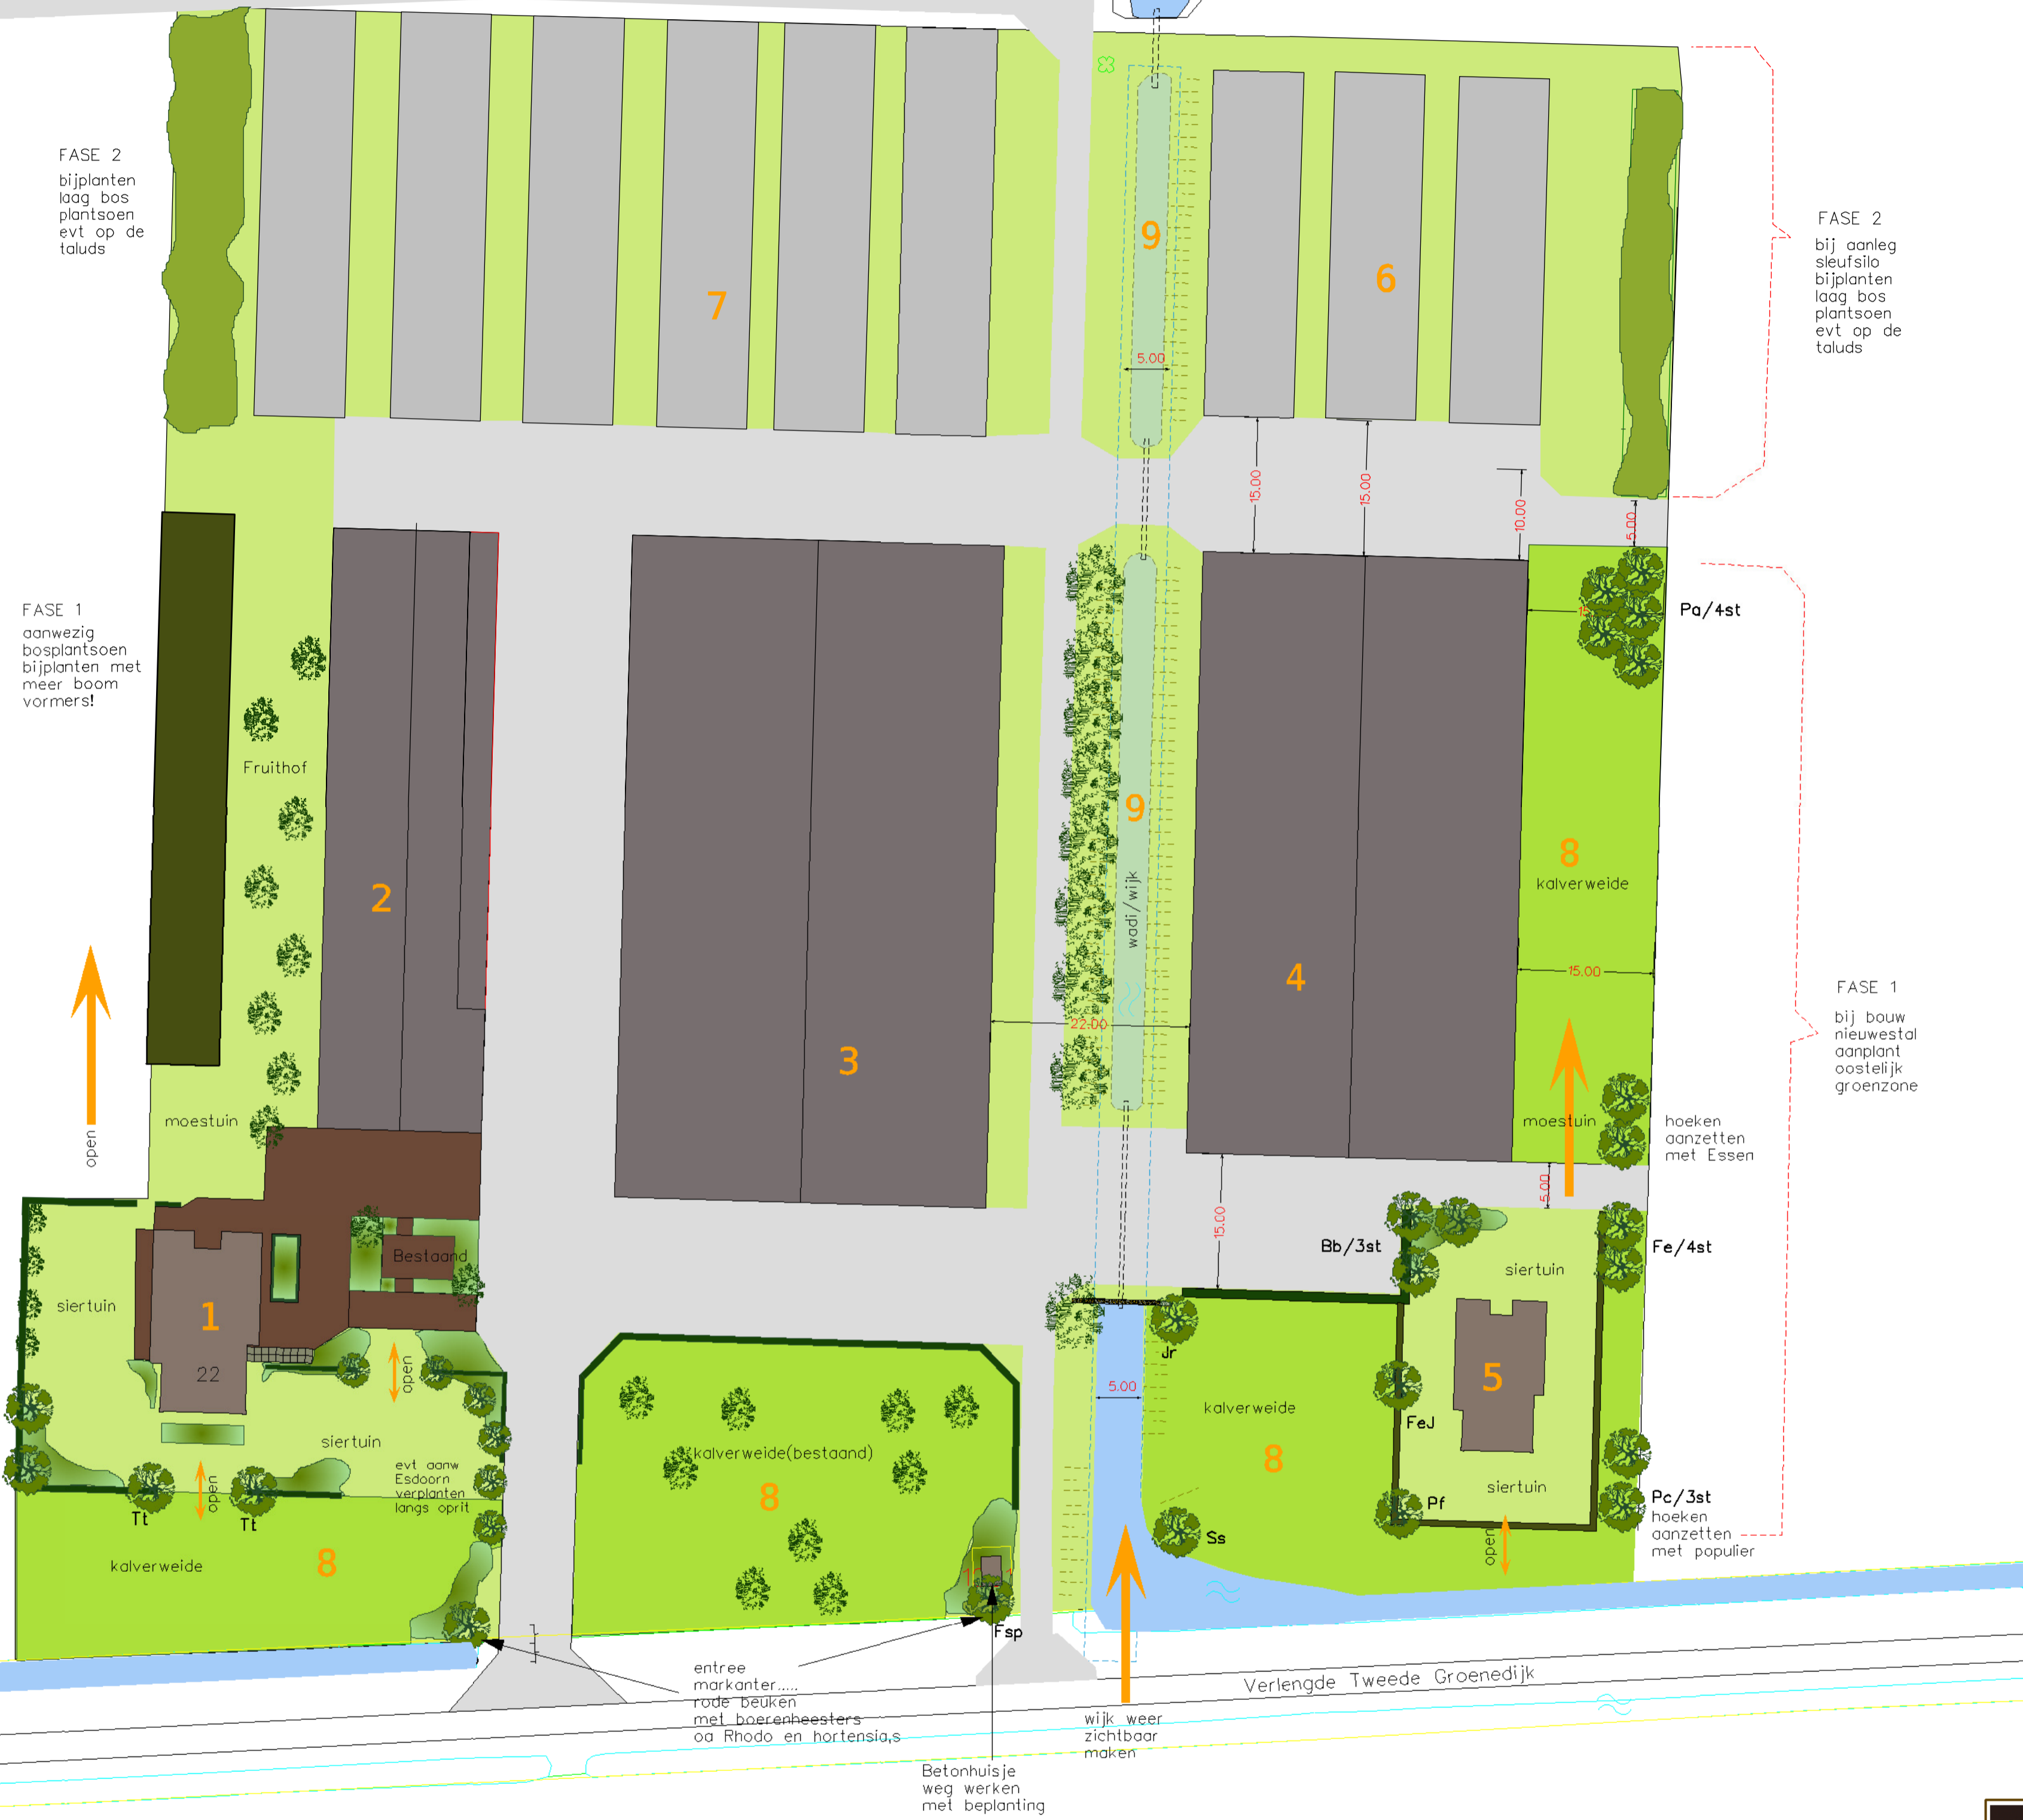 FASE 2
bijplanten
laag bos
plantsoen
evt op de
taluds
7
9
5.00
6
FASE 2
bij aanleg
sleufsilo
bijplanten
laag bos
plantsoen
evt op de
taluds
15.00
15.00
10.00
5.00
FASE 1
aanwezig
bosplantsoen
bijplanten met
meer boom
vormers!
Fruithof
2
3
9
wadi/wijk
4
22.00
Pa/4st
8
kalverweide
15.00
FASE 1
bij bouw
nieuwestal
aanplant
oostelijk
groenzone
open
moestuin
moestuin
hoeken
aanzetten
met Essen
15.00
5.00
Bb/3st
Fe/4st
siertuin
Bestaand
siertuin
1
22
open
siertuin
evt aanw
Esdoorn
verplanten
langs oprit
open
Tt
Tt
kalverweide
8
kalverweide(bestaand)
8
Fsp
Jr
5.00
kalverweide
8
FeJ
5
Ss
Pf
siertuin
open
Pc/3st
hoeken
aanzetten
met populier
entree
markanter.....
rode beuken
met boerenheesters
oa Rhodo en hortensia,s
Betonhuisje
weg werken
met beplanting
wijk weer
zichtbaar
maken
Verlengde Tweede Groenedijk